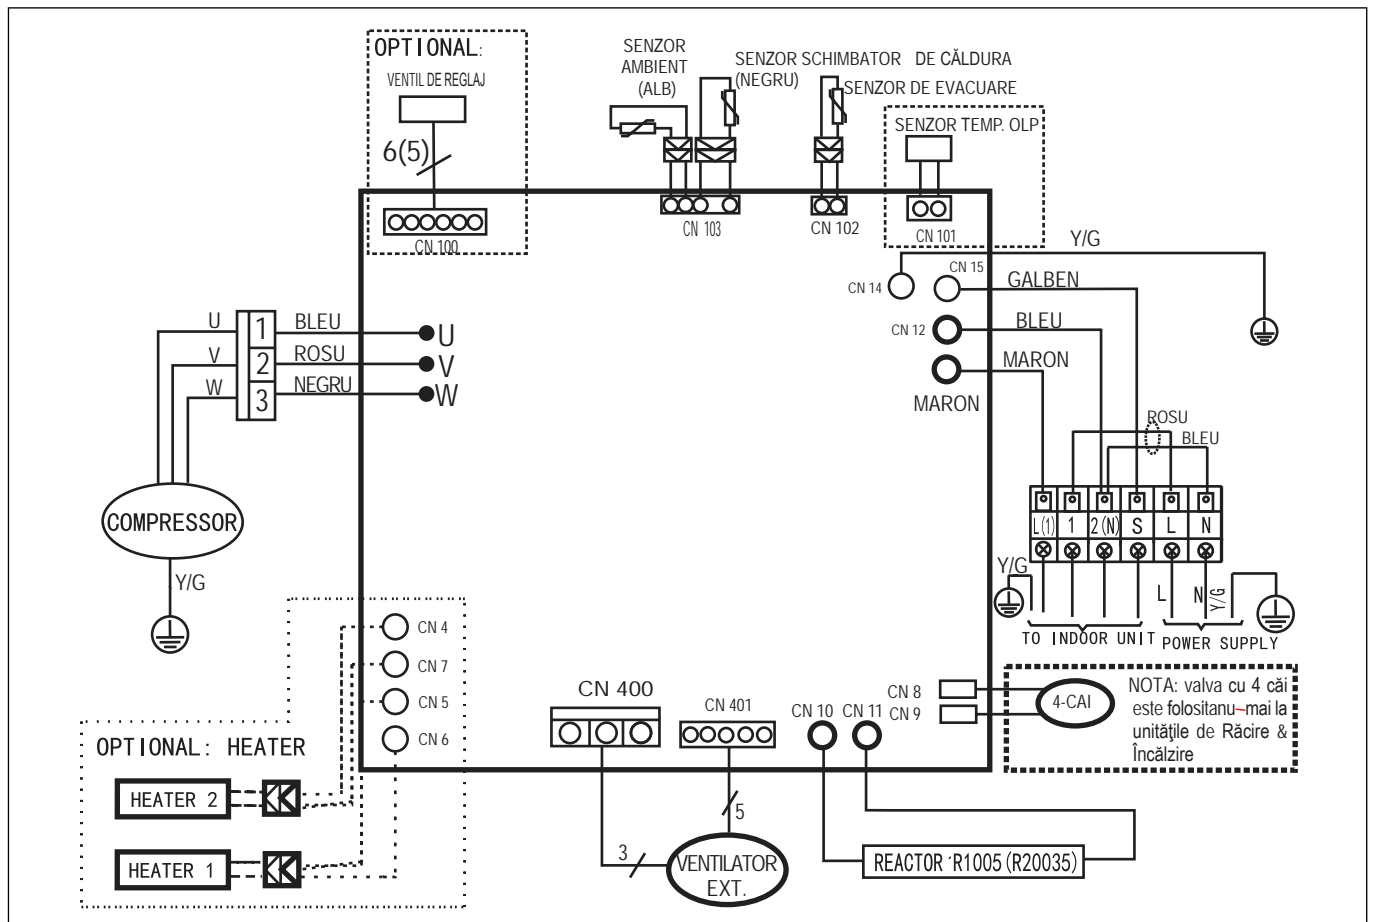 OPTIONAL:
VENTIL DE REGLAJ
6(5)
CN 100
SENZOR
AMBIENT
(ALB)
SENZOR SCHIMBATOR DE CĂLDURA
(NEGRU)
SENZOR DE EVACUARE
SENZOR TEMP. OLP
CN 103
CN 102
CN 101
Y/G
CN 14
CN 15
GALBEN
CN 12
BLEU
MARON
MARON
U
V
W
1
2
3
BLEU
ROSU
NEGRU
U
V
W
COMPRESSOR
Y/G
ROSU
BLEU
L(1) 1 2(N) S L N
Y/G
L
N
Y/G
TO INDOOR UNIT
POWER SUPPLY
CN 4
CN 7
CN 5
CN 6
OPTIONAL: HEATER
HEATER 2
HEATER 1
CN 400
CN 401
3
5
VENTILATOR
EXT.
CN 10
CN 11
REACTOR R1005(R20035)
CN 8
CN 9
4-CAI
NOTA: valva cu 4 căi
este folositanu–mai la
unitățile de Răcire &
Încălzire